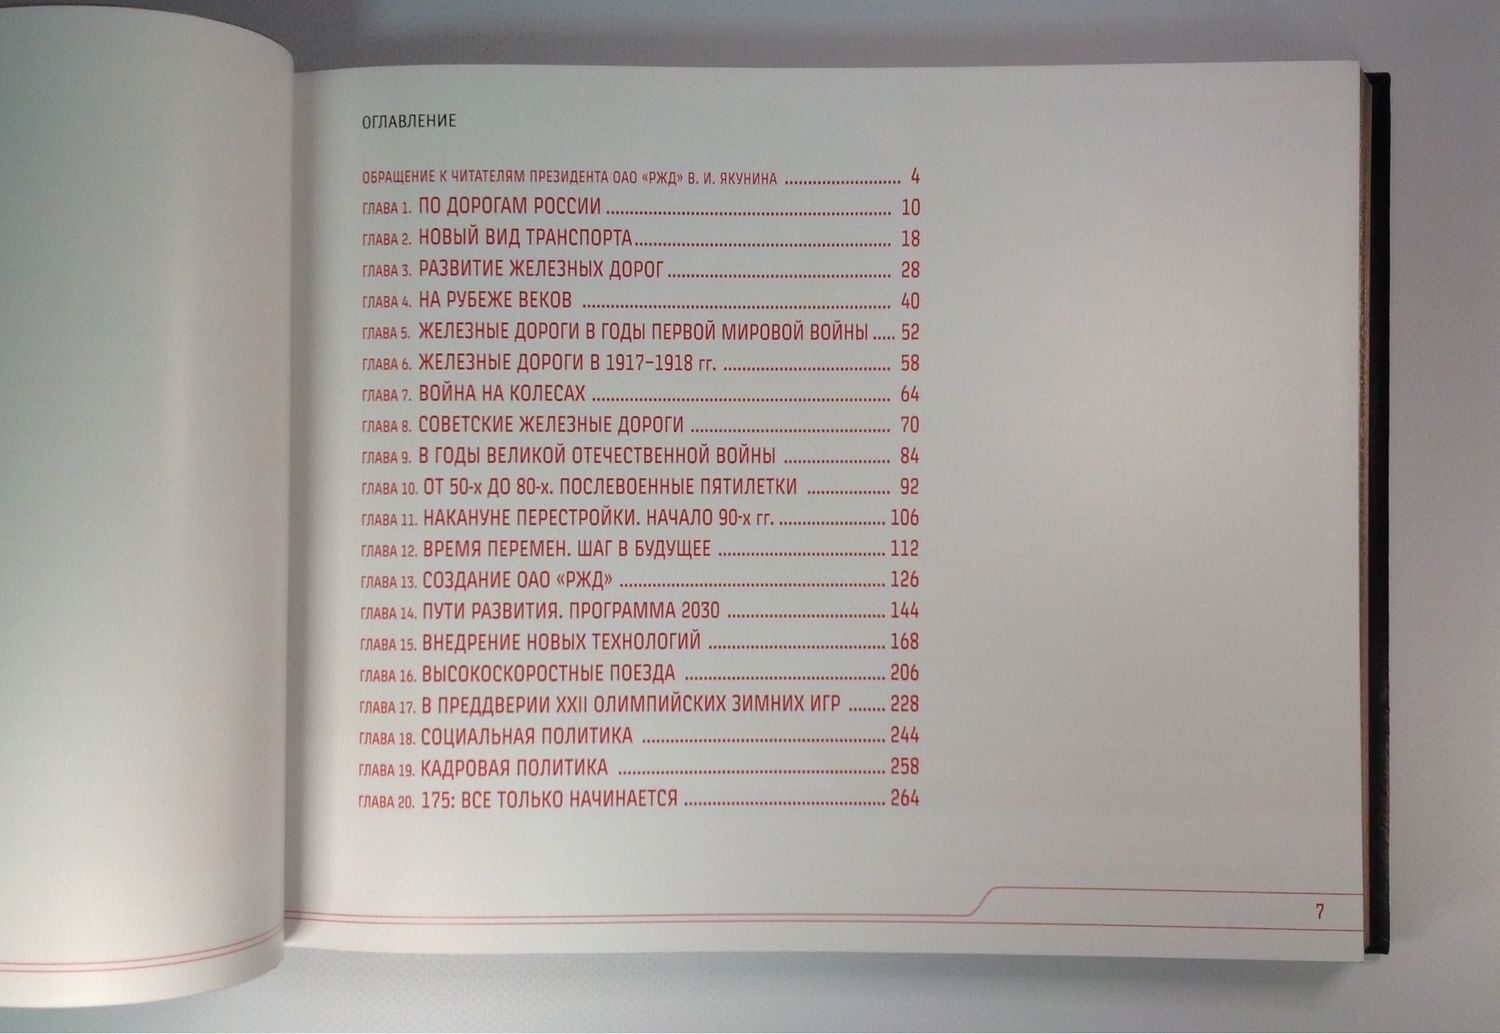 ОГЛАВЛЕНИЕ
ОБРАЩЕНИЕ К ЧИТАТЕЛЯМ ПРЕЗИДЕНТА ОАО «РЖД» В. И. ЯКУНИНА ........................... 4
ГЛАВА 1. ПО ДОРОГАМ РОССИИ ........................... 10
ГЛАВА 2. НОВЫЙ ВИД ТРАНСПОРТА ........................... 18
ГЛАВА 3. РАЗВИТИЕ ЖЕЛЕЗНЫХ ДОРОГ ........................... 28
ГЛАВА 4. НА РУБЕЖЕ ВЕКОВ ........................... 40
ГЛАВА 5. ЖЕЛЕЗНЫЕ ДОРОГИ В ГОДЫ ПЕРВОЙ МИРОВОЙ ВОЙНЫ ..... 52
ГЛАВА 6. ЖЕЛЕЗНЫЕ ДОРОГИ В 1917–1918 гг. ........................... 58
ГЛАВА 7. ВОЙНА НА КОЛЕСАХ ........................... 64
ГЛАВА 8. СОВЕТСКИЕ ЖЕЛЕЗНЫЕ ДОРОГИ ........................... 70
ГЛАВА 9. В ГОДЫ ВЕЛИКОЙ ОТЕЧЕСТВЕННОЙ ВОЙНЫ ........................... 84
ГЛАВА 10. ОТ 50-х ДО 80-х. ПОСЛЕВОЕННЫЕ ПЯТИЛЕТКИ .................... 92
ГЛАВА 11. НАКАНУНЕ ПЕРЕСТРОЙКИ. НАЧАЛО 90-х гг. ........................... 106
ГЛАВА 12. ВРЕМЯ ПЕРЕМЕН. ШАГ В БУДУЩЕЕ ........................... 112
ГЛАВА 13. СОЗДАНИЕ ОАО «РЖД» ........................... 126
ГЛАВА 14. ПУТИ РАЗВИТИЯ. ПРОГРАММА 2030 ........................... 144
ГЛАВА 15. ВНЕДРЕНИЕ НОВЫХ ТЕХНОЛОГИЙ ........................... 168
ГЛАВА 16. ВЫСОКОСКОРОСТНЫЕ ПОЕЗДА ........................... 206
ГЛАВА 17. В ПРЕДДВЕРИИ XXII ОЛИМПИЙСКИХ ЗИМНИХ ИГР ........ 228
ГЛАВА 18. СОЦИАЛЬНАЯ ПОЛИТИКА ........................... 244
ГЛАВА 19. КАДРОВАЯ ПОЛИТИКА ........................... 258
ГЛАВА 20. 175: ВСЕ ТОЛЬКО НАЧИНАЕТСЯ ........................... 264
7